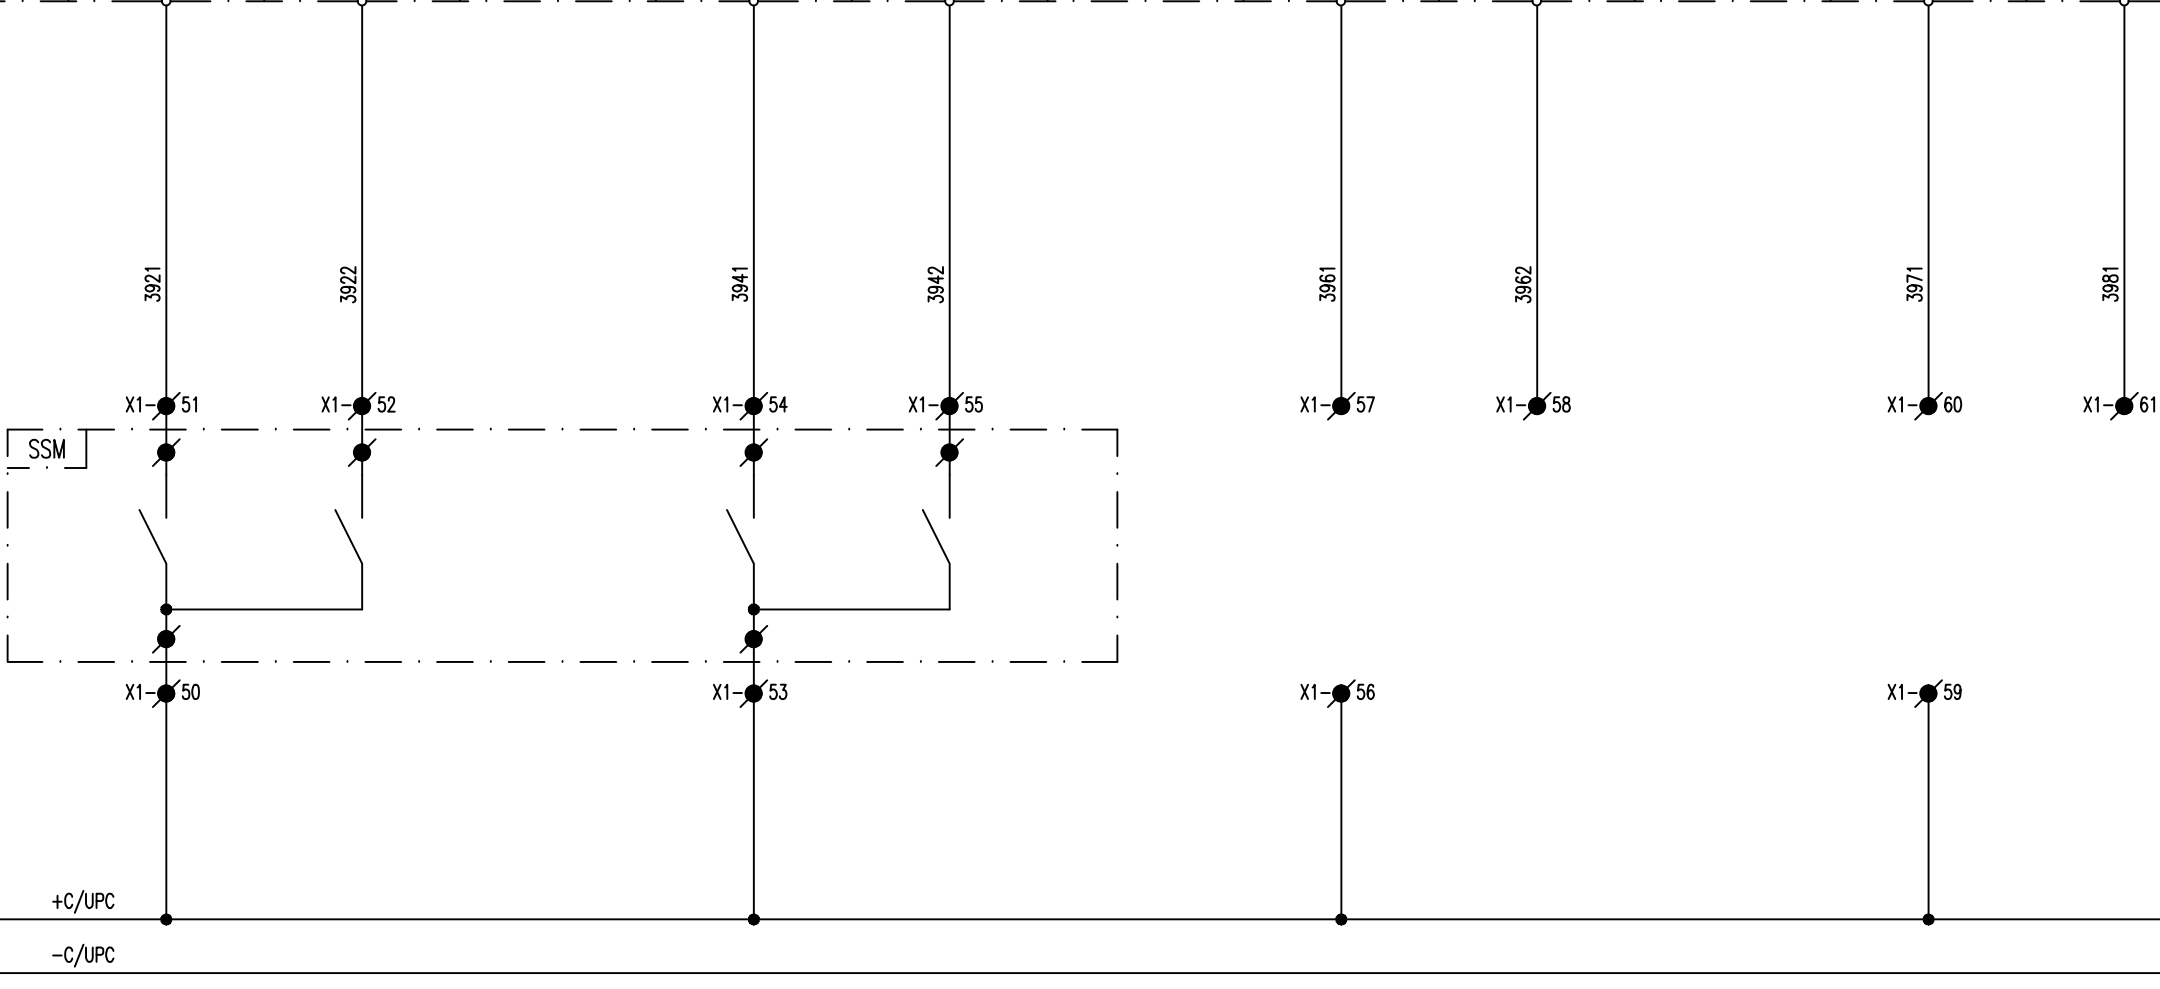 3921 3922 3941 3942 3961 3962 3971 3981
X1- 51 X1- 52 X1- 54 X1- 55 X1- 57 X1- 58 X1- 60 X1- 61
SSM
X1- 50 X1- 53 X1- 56 X1- 59
+C/UPC
-C/UPC